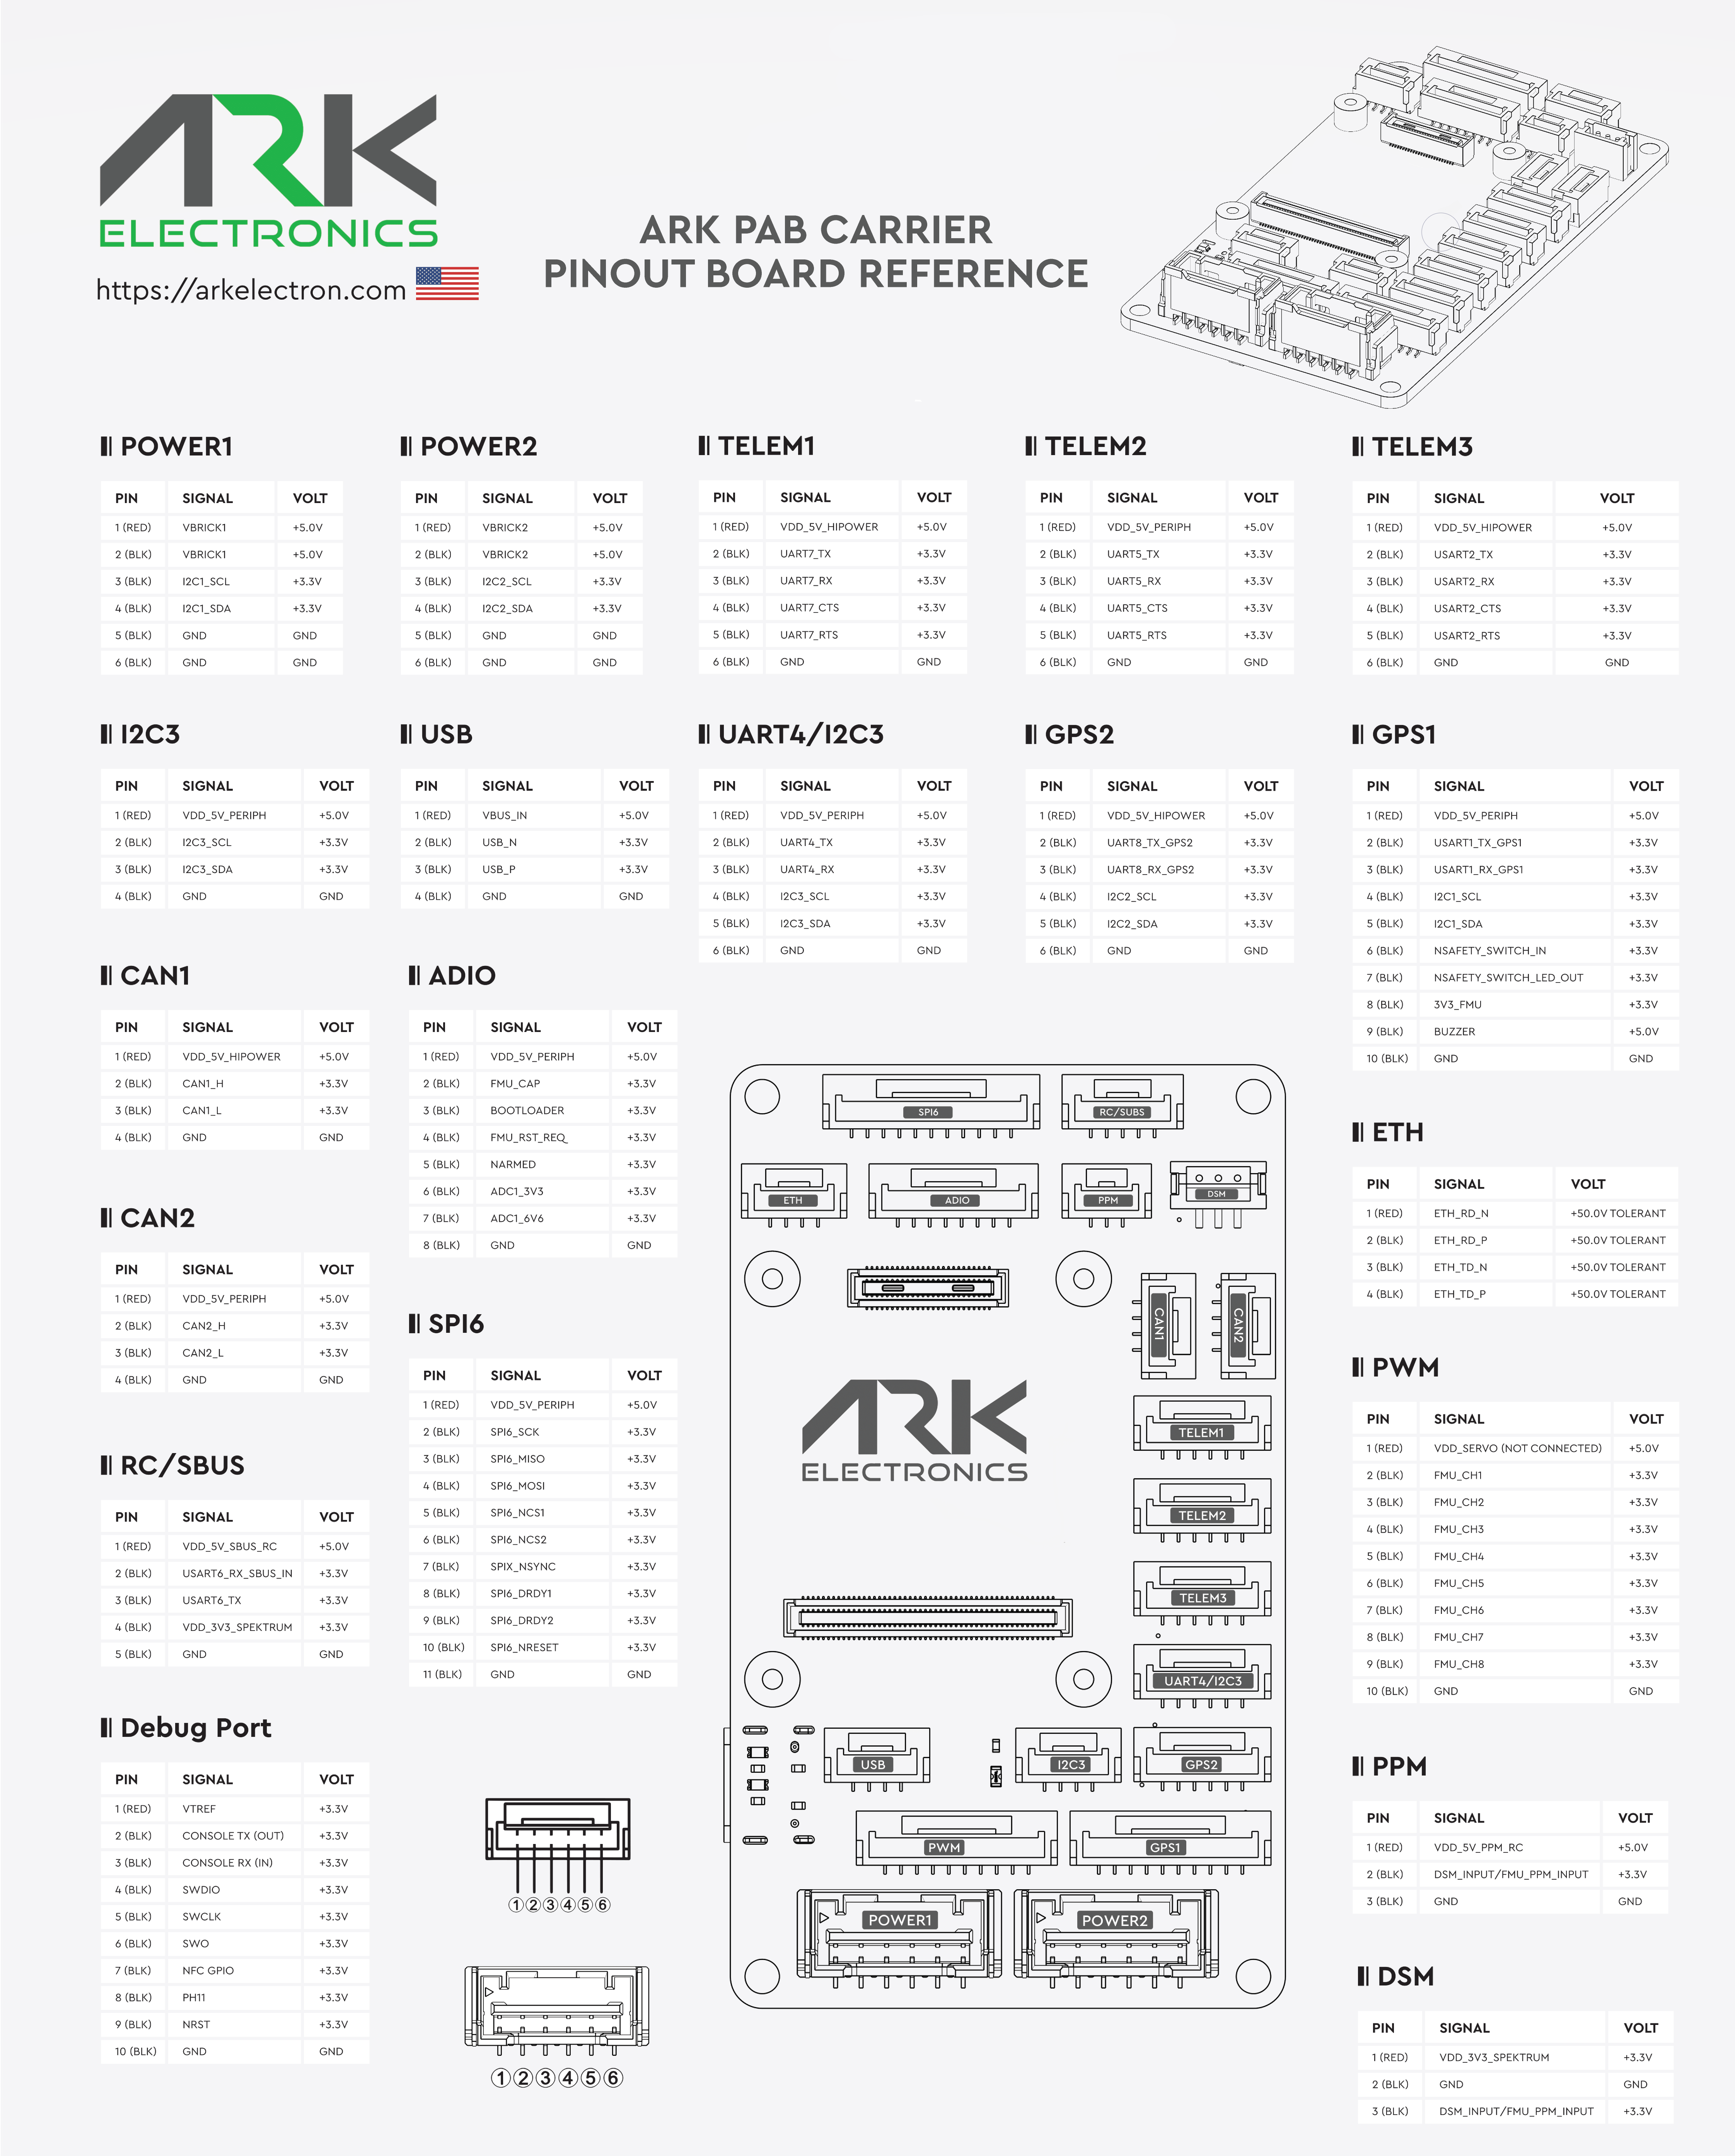 ARK
ELECTRONICS
https://arkelectron.com
ARK PAB CARRIER
PINOUT BOARD REFERENCE
POWER1
PIN SIGNAL VOLT
1 (RED) VBRICK1 +5.0V
2 (BLK) VBRICK1 +5.0V
3 (BLK) I2C1_SCL +3.3V
4 (BLK) I2C1_SDA +3.3V
5 (BLK) GND GND
6 (BLK) GND GND
POWER2
PIN SIGNAL VOLT
1 (RED) VBRICK2 +5.0V
2 (BLK) VBRICK2 +5.0V
3 (BLK) I2C2_SCL +3.3V
4 (BLK) I2C2_SDA +3.3V
5 (BLK) GND GND
6 (BLK) GND GND
TELEM1
PIN SIGNAL VOLT
1 (RED) VDD_5V_HIPOWER +5.0V
2 (BLK) UART7_TX +3.3V
3 (BLK) UART7_RX +3.3V
4 (BLK) UART7_CTS +3.3V
5 (BLK) UART7_RTS +3.3V
6 (BLK) GND GND
TELEM2
PIN SIGNAL VOLT
1 (RED) VDD_5V_PERIPH +5.0V
2 (BLK) UART5_TX +3.3V
3 (BLK) UART5_RX +3.3V
4 (BLK) UART5_CTS +3.3V
5 (BLK) UART5_RTS +3.3V
6 (BLK) GND GND
TELEM3
PIN SIGNAL VOLT
1 (RED) VDD_5V_HIPOWER +5.0V
2 (BLK) USART2_TX +3.3V
3 (BLK) USART2_RX +3.3V
4 (BLK) USART2_CTS +3.3V
5 (BLK) USART2_RTS +3.3V
6 (BLK) GND GND
I2C3
PIN SIGNAL VOLT
1 (RED) VDD_5V_PERIPH +5.0V
2 (BLK) I2C3_SCL +3.3V
3 (BLK) I2C3_SDA +3.3V
4 (BLK) GND GND
USB
PIN SIGNAL VOLT
1 (RED) VBUS_IN +5.0V
2 (BLK) USB_N +3.3V
3 (BLK) USB_P +3.3V
4 (BLK) GND GND
UART4/I2C3
PIN SIGNAL VOLT
1 (RED) VDD_5V_PERIPH +5.0V
2 (BLK) UART4_TX +3.3V
3 (BLK) UART4_RX +3.3V
4 (BLK) I2C3_SCL +3.3V
5 (BLK) I2C3_SDA +3.3V
6 (BLK) GND GND
GPS2
PIN SIGNAL VOLT
1 (RED) VDD_5V_HIPOWER +5.0V
2 (BLK) UART8_TX_GPS2 +3.3V
3 (BLK) UART8_RX_GPS2 +3.3V
4 (BLK) I2C2_SCL +3.3V
5 (BLK) I2C2_SDA +3.3V
6 (BLK) GND GND
GPS1
PIN SIGNAL VOLT
1 (RED) VDD_5V_PERIPH +5.0V
2 (BLK) USART1_TX_GPS1 +3.3V
3 (BLK) USART1_RX_GPS1 +3.3V
4 (BLK) I2C1_SCL +3.3V
5 (BLK) I2C1_SDA +3.3V
6 (BLK) NSAFETY_SWITCH_IN +3.3V
7 (BLK) NSAFETY_SWITCH_LED_OUT +3.3V
8 (BLK) 3V3_FMU +3.3V
9 (BLK) BUZZER +5.0V
10 (BLK) GND GND
CAN1
PIN SIGNAL VOLT
1 (RED) VDD_5V_HIPOWER +5.0V
2 (BLK) CAN1_H +3.3V
3 (BLK) CAN1_L +3.3V
4 (BLK) GND GND
ADIO
PIN SIGNAL VOLT
1 (RED) VDD_5V_PERIPH +5.0V
2 (BLK) FMU_CAP +3.3V
3 (BLK) BOOTLOADER +3.3V
4 (BLK) FMU_RST_REQ +3.3V
5 (BLK) NARMED +3.3V
6 (BLK) ADC1_3V3 +3.3V
7 (BLK) ADC1_6V6 +3.3V
8 (BLK) GND GND
CAN2
PIN SIGNAL VOLT
1 (RED) VDD_5V_PERIPH +5.0V
2 (BLK) CAN2_H +3.3V
3 (BLK) CAN2_L +3.3V
4 (BLK) GND GND
SPI6
PIN SIGNAL VOLT
1 (RED) VDD_5V_PERIPH +5.0V
2 (BLK) SPI6_SCK +3.3V
3 (BLK) SPI6_MISO +3.3V
4 (BLK) SPI6_MOSI +3.3V
5 (BLK) SPI6_NCS1 +3.3V
6 (BLK) SPI6_NCS2 +3.3V
7 (BLK) SPIX_NSYNC +3.3V
8 (BLK) SPI6_DRDY1 +3.3V
9 (BLK) SPI6_DRDY2 +3.3V
10 (BLK) SPI6_NRESET +3.3V
11 (BLK) GND GND
RC/SBUS
PIN SIGNAL VOLT
1 (RED) VDD_5V_SBUS_RC +5.0V
2 (BLK) USART6_RX_SBUS_IN +3.3V
3 (BLK) USART6_TX +3.3V
4 (BLK) VDD_3V3_SPEKTRUM +3.3V
5 (BLK) GND GND
Debug Port
PIN SIGNAL VOLT
1 (RED) VTREF +3.3V
2 (BLK) CONSOLE TX (OUT) +3.3V
3 (BLK) CONSOLE RX (IN) +3.3V
4 (BLK) SWDIO +3.3V
5 (BLK) SWCLK +3.3V
6 (BLK) SWO +3.3V
7 (BLK) NFC GPIO +3.3V
8 (BLK) PH11 +3.3V
9 (BLK) NRST +3.3V
10 (BLK) GND GND
① ② ③ ④ ⑤ ⑥
① ② ③ ④ ⑤ ⑥
SPI6 RC/SUBS
ETH ADIO PPM DSM
CAN1 CAN2
ARK
ELECTRONICS
TELEM1
TELEM2
TELEM3
UART4/I2C3
USB I2C3 GPS2
PWM GPS1
POWER1 POWER2
ETH
PIN SIGNAL VOLT
1 (RED) ETH_RD_N +50.0V TOLERANT
2 (BLK) ETH_RD_P +50.0V TOLERANT
3 (BLK) ETH_TD_N +50.0V TOLERANT
4 (BLK) ETH_TD_P +50.0V TOLERANT
PWM
PIN SIGNAL VOLT
1 (RED) VDD_SERVO (NOT CONNECTED) +5.0V
2 (BLK) FMU_CH1 +3.3V
3 (BLK) FMU_CH2 +3.3V
4 (BLK) FMU_CH3 +3.3V
5 (BLK) FMU_CH4 +3.3V
6 (BLK) FMU_CH5 +3.3V
7 (BLK) FMU_CH6 +3.3V
8 (BLK) FMU_CH7 +3.3V
9 (BLK) FMU_CH8 +3.3V
10 (BLK) GND GND
PPM
PIN SIGNAL VOLT
1 (RED) VDD_5V_PPM_RC +5.0V
2 (BLK) DSM_INPUT/FMU_PPM_INPUT +3.3V
3 (BLK) GND GND
DSM
PIN SIGNAL VOLT
1 (RED) VDD_3V3_SPEKTRUM +3.3V
2 (BLK) GND GND
3 (BLK) DSM_INPUT/FMU_PPM_INPUT +3.3V